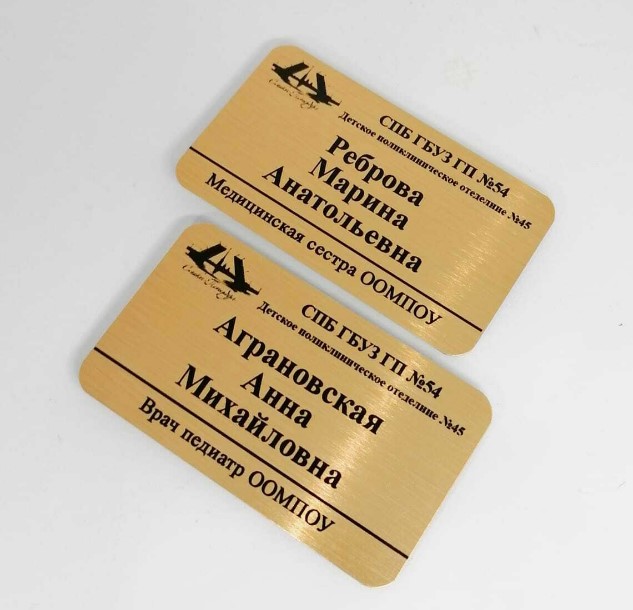 СПБ ГБУЗ ГП №54
Детское поликлиническое отделение №45
Реброва
Марина
Анатольевна
Медицинская сестра ООМПОУ
СПБ ГБУЗ ГП №54
Детское поликлиническое отделение №45
Аграновская
Анна
Михайловна
Врач педиатр ООМПОУ